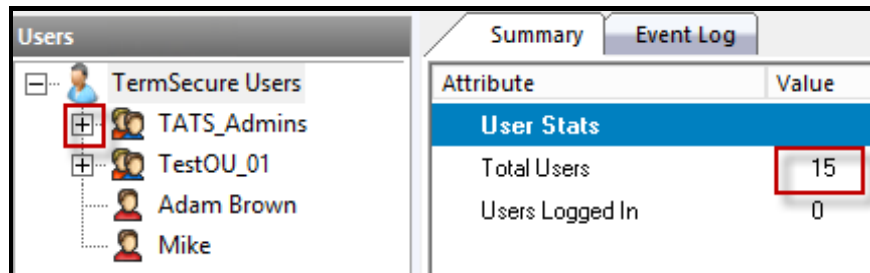 Users
TermSecure Users
TATS_Admins
TestOU_01
Adam Brown
Mike
Summary Event Log
Attribute Value
User Stats
Total Users 15
Users Logged In 0